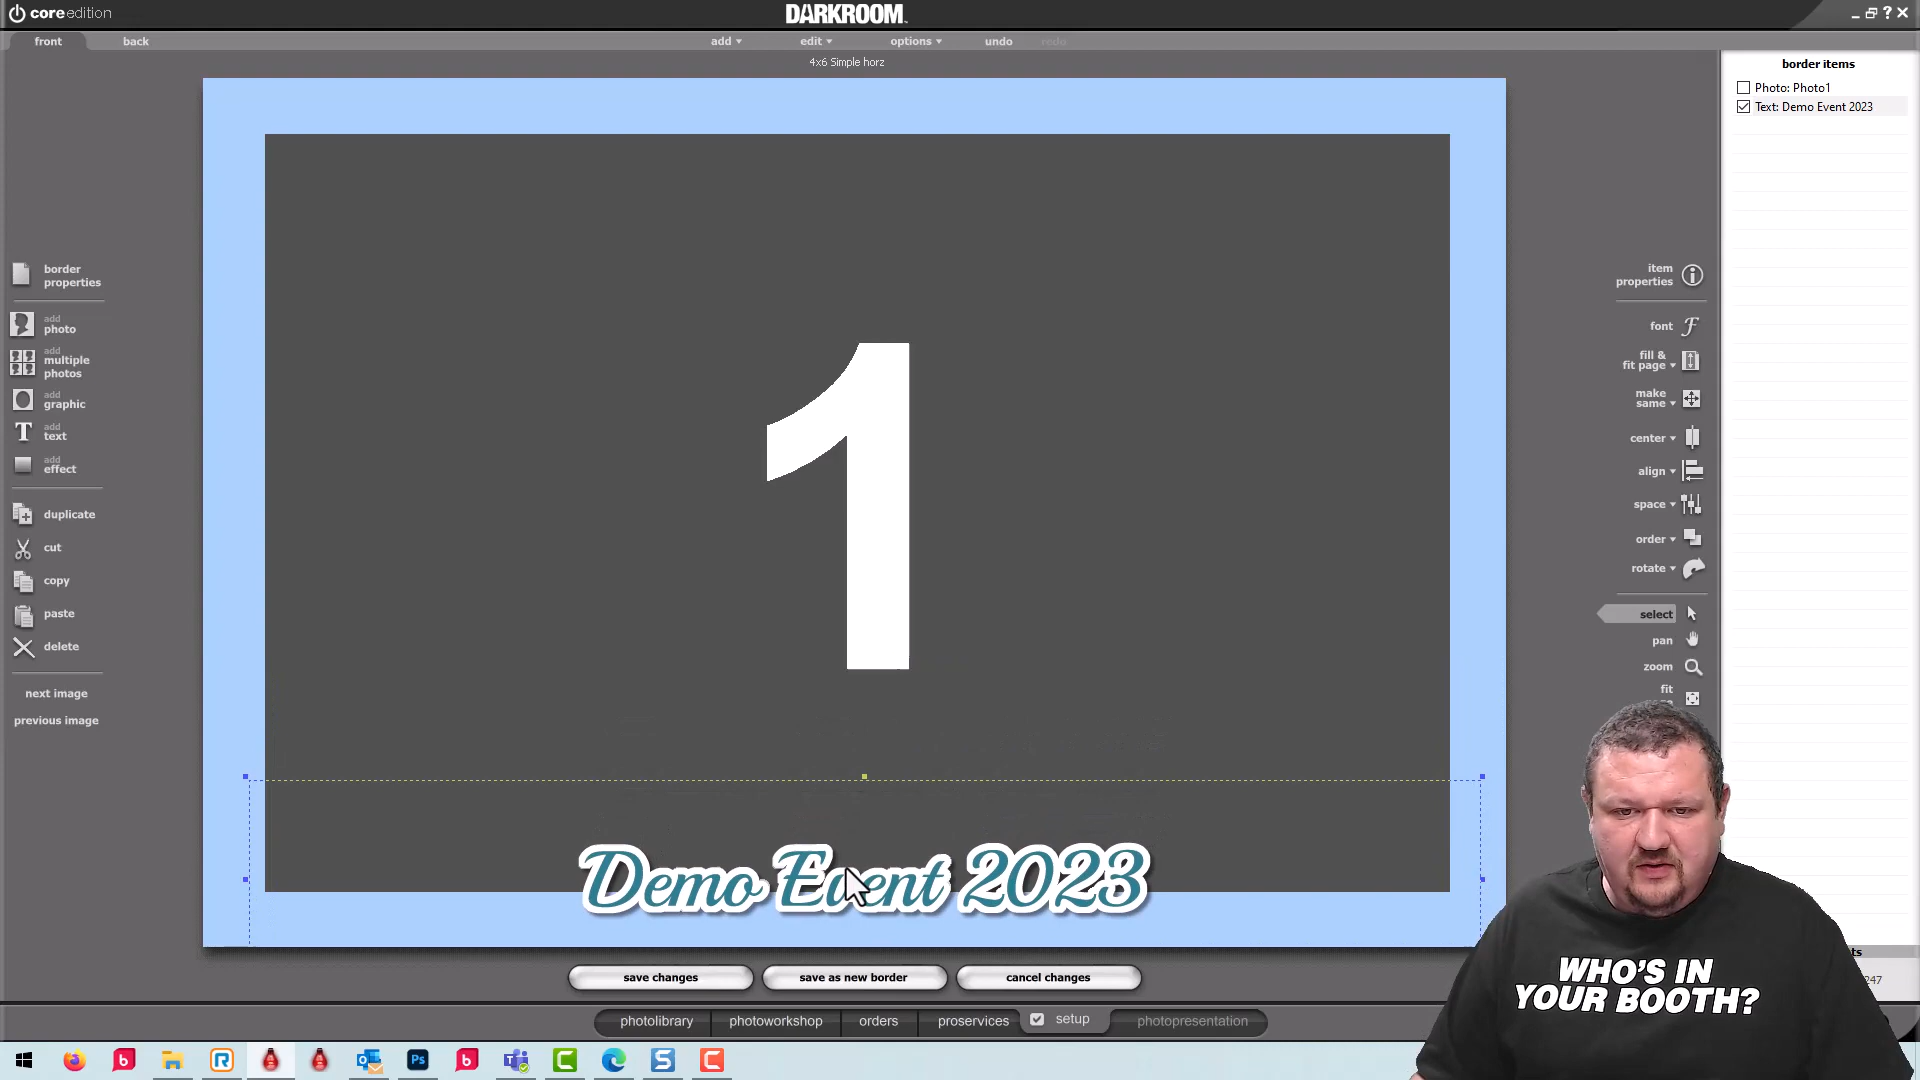 coreedition
DARKROOM
front
back
add
edit
options
undo
redo
4x6 Simple horz
border items
Photo: Photo1
Text: Demo Event 2023
border
properties
add
photo
add
multiple
photos
add
graphic
add
text
add
effect
duplicate
cut
copy
paste
delete
next image
previous image
1
Demo Event 2023
item
properties
font
fill &
fit page
make
same
center
align
space
order
rotate
select
pan
zoom
fit
save changes
save as new border
cancel changes
photolibrary
photoworkshop
orders
proservices
setup
photopresentation
WHO'S IN
YOUR BOOTH?
247